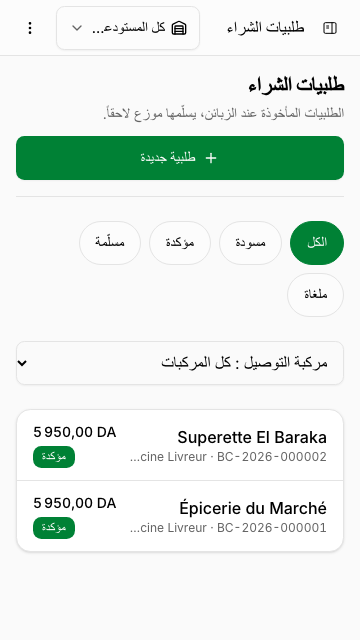 طلبيات الشراء
كل المستودع...
طلبيات الشراء
الطلبيات المأخوذة عند الزبائن، يسلّمها موزع لاحقاً.
طلبية جديدة
الكل
مسودة
مؤكدة
مسلّمة
ملغاة
مركبة التوصيل : كل المركبات
Superette El Baraka
5 950,00 DA
...cine Livreur · BC-2026-000002
مؤكدة
Épicerie du Marché
5 950,00 DA
...cine Livreur · BC-2026-000001
مؤكدة